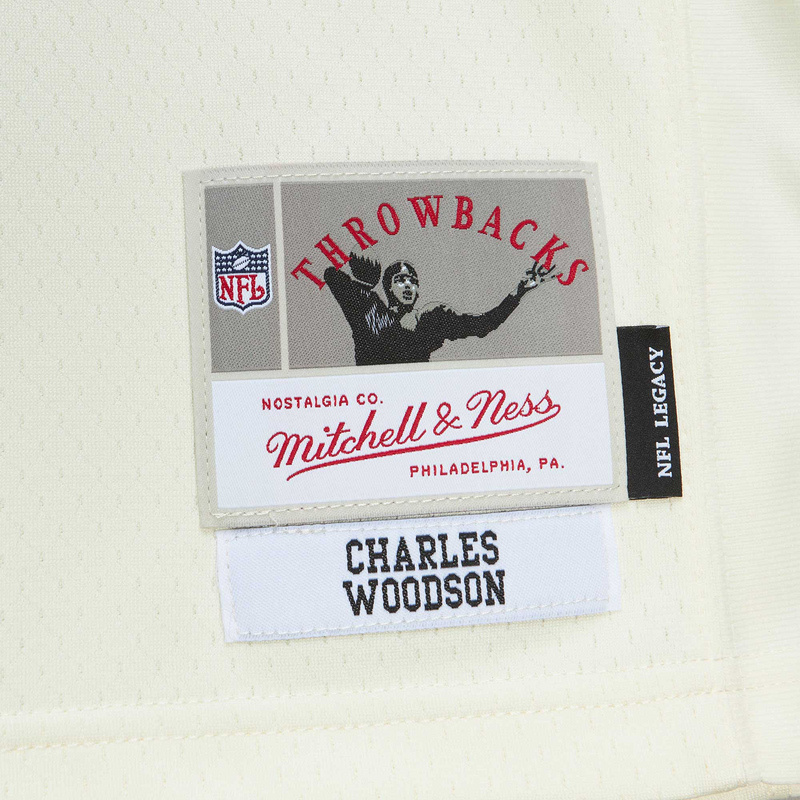 THROWBACKS
NFL
NOSTALGIA CO.
Mitchell & Ness
PHILADELPHIA, PA.
NFL LEGACY
CHARLES
WOODSON